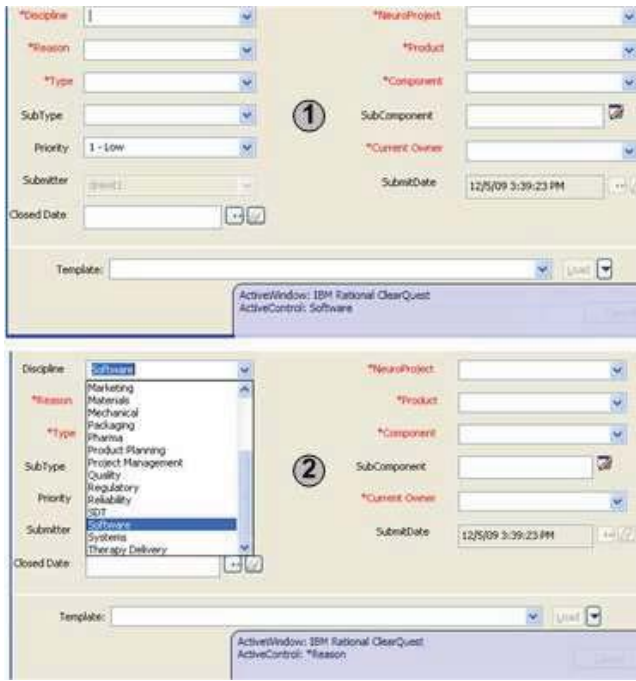 *Discipline *NeuroProject
*Reason *Product
*Type *Component
SubType 1 SubComponent
Priority 1 - Low *Current Owner
Submitter SubmitDate 12/5/09 3:39:23 PM
Closed Date
Template: Load
ActiveWindow: IBM Rational ClearQuest
ActiveControl: Software
Discipline Software *NeuroProject
Marketing
*Reason Materials *Product
Mechanical
Packaging
*Type Pharma *Component
Product Planning
SubType Project Management 2 SubComponent
Quality
Regulatory
Priority Reliability *Current Owner
SDT
Submitter Software SubmitDate 12/5/09 3:39:23 PM
Systems
Therapy Delivery
Closed Date
Template: Load
ActiveWindow: IBM Rational ClearQuest
ActiveControl: *Reason